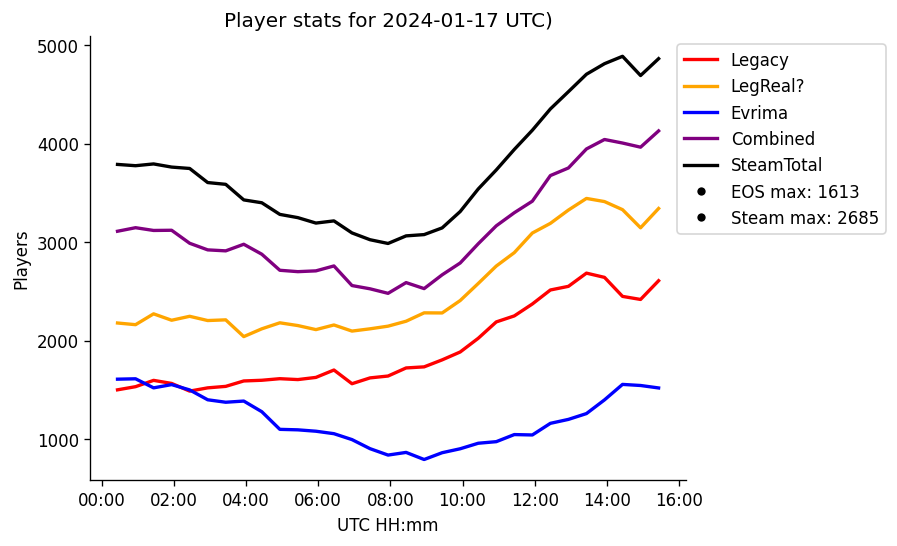 Player stats for 2024-01-17 UTC)
Players
5000
4000
3000
2000
1000
00:00 02:00 04:00 06:00 08:00 10:00 12:00 14:00 16:00
UTC HH:mm
Legacy
LegReal?
Evrima
Combined
SteamTotal
EOS max: 1613
Steam max: 2685